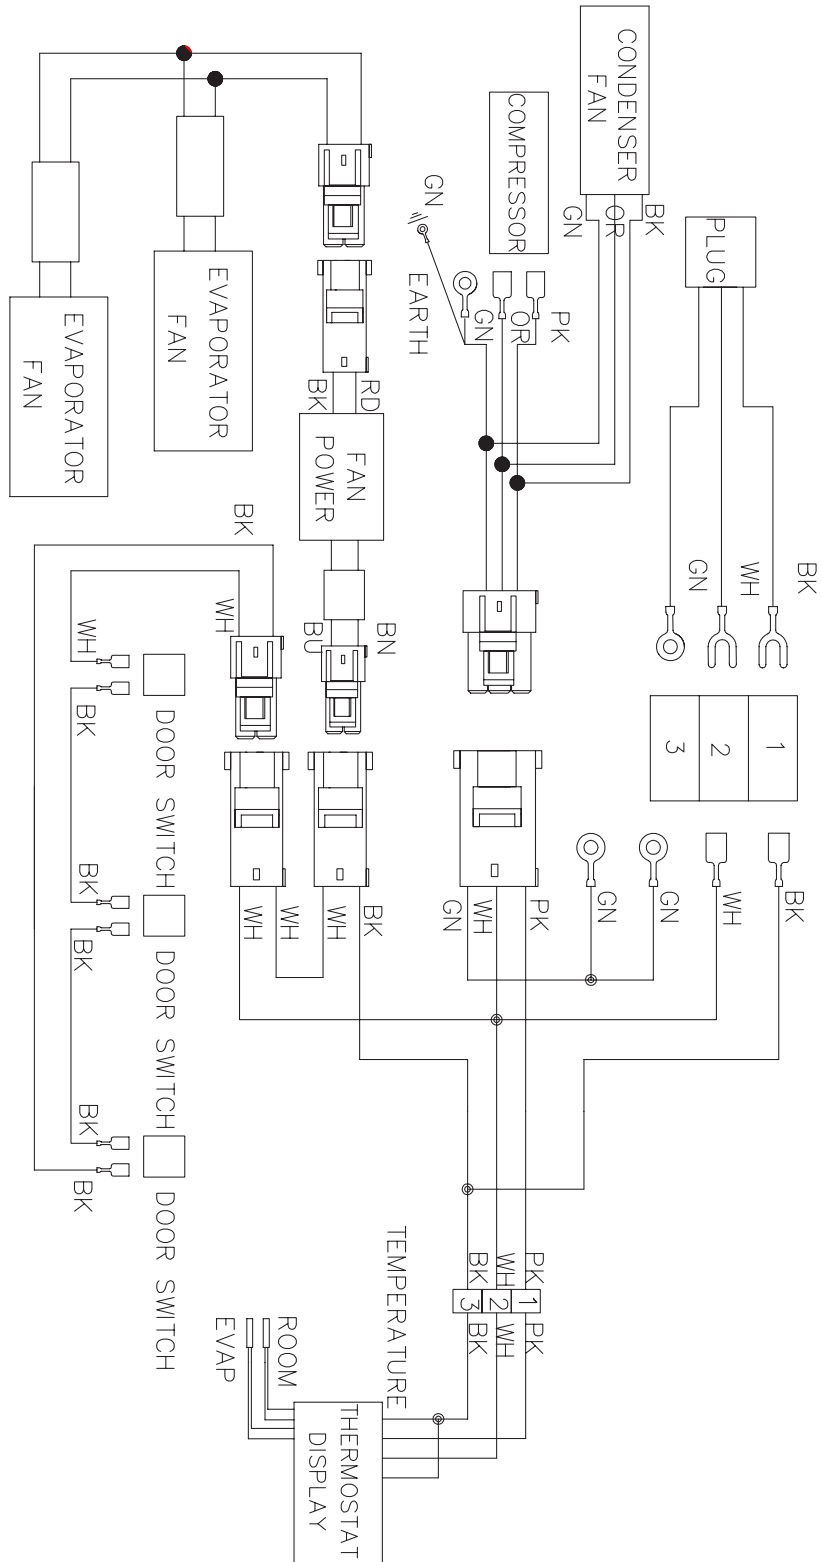 BK
BK
1
WH
WH
PLUG
2
GN
3
GN
BK
CONDENSER
FAN
OR
GN
GN
PK
OR
GN
COMPRESSOR
PK
PK
PK
1
WH
WH
WH
2
BK
BK
3
GN
GN
EARTH
TEMPERATURE
BN
BK
RD
BK
FAN
POWER
THERMOSTAT
DISPLAY
WH
BU
WH
ROOM
WH
BK
WH
EVAP
EVAPORATOR
FAN
DOOR SWITCH
DOOR SWITCH
DOOR SWITCH
WH
BK
BK
BK
BK
BK
EVAPORATOR
FAN